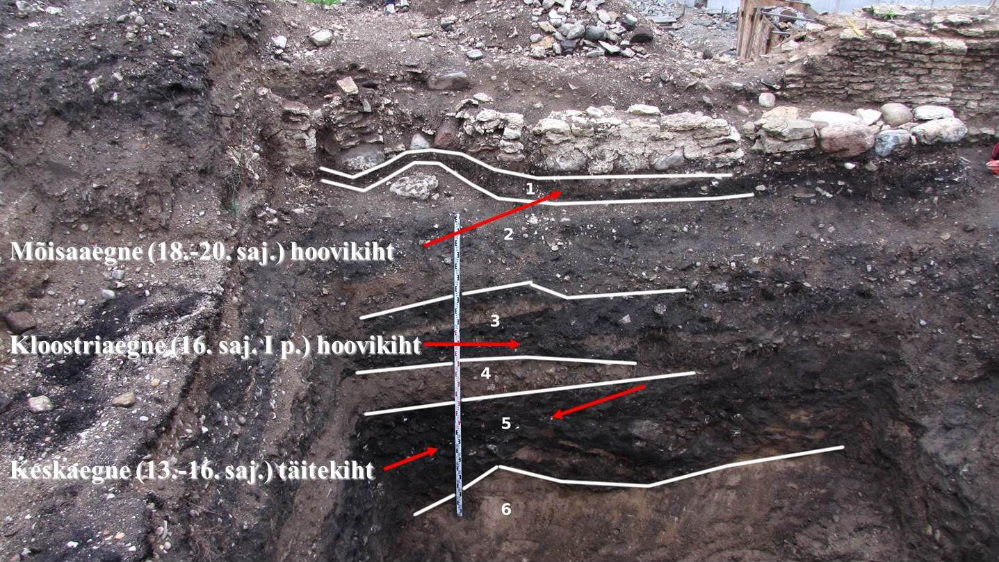 1
2
Mõisaaegne (18.-20. saj.) hoovikiht
3
Kloostriaegne (16. saj. I p.) hoovikiht
4
5
Keskaegne (13.-16. saj.) täitekiht
6